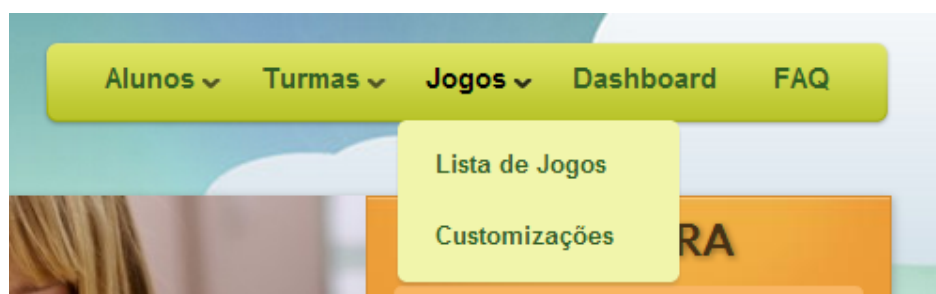 Alunos Turmas Jogos Dashboard FAQ
Lista de Jogos
Customizações
RA